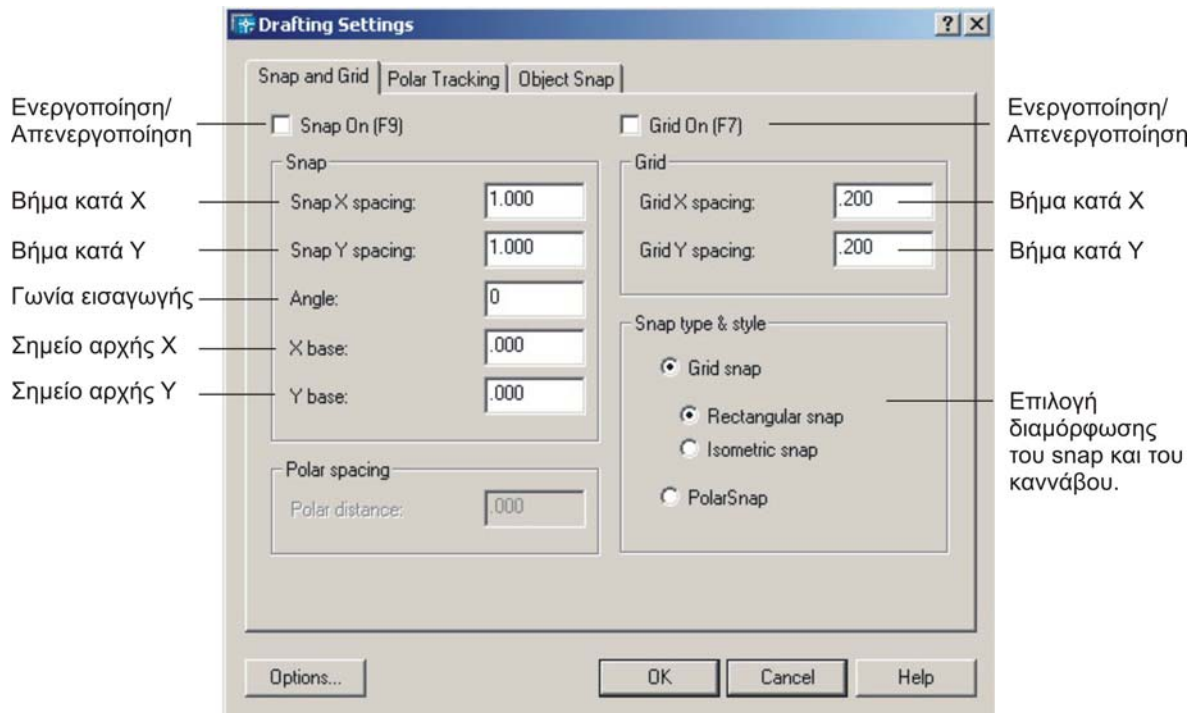 Drafting Settings
Snap and Grid
Polar Tracking
Object Snap
Ενεργοποίηση/
Απενεργοποίηση
Snap On (F9)
Grid On (F7)
Ενεργοποίηση/
Απενεργοποίηση
Snap
Grid
Βήμα κατά X
Snap X spacing:
1.000
Grid X spacing:
.200
Βήμα κατά X
Βήμα κατά Y
Snap Y spacing:
1.000
Grid Y spacing:
.200
Βήμα κατά Y
Γωνία εισαγωγής
Angle:
0
Σημείο αρχής X
X base:
.000
Σημείο αρχής Y
Y base:
.000
Snap type & style
Grid snap
Rectangular snap
Isometric snap
PolarSnap
Επιλογή
διαμόρφωσης
του snap και του
καννάβου.
Polar spacing
Polar distance:
.000
Options...
OK
Cancel
Help